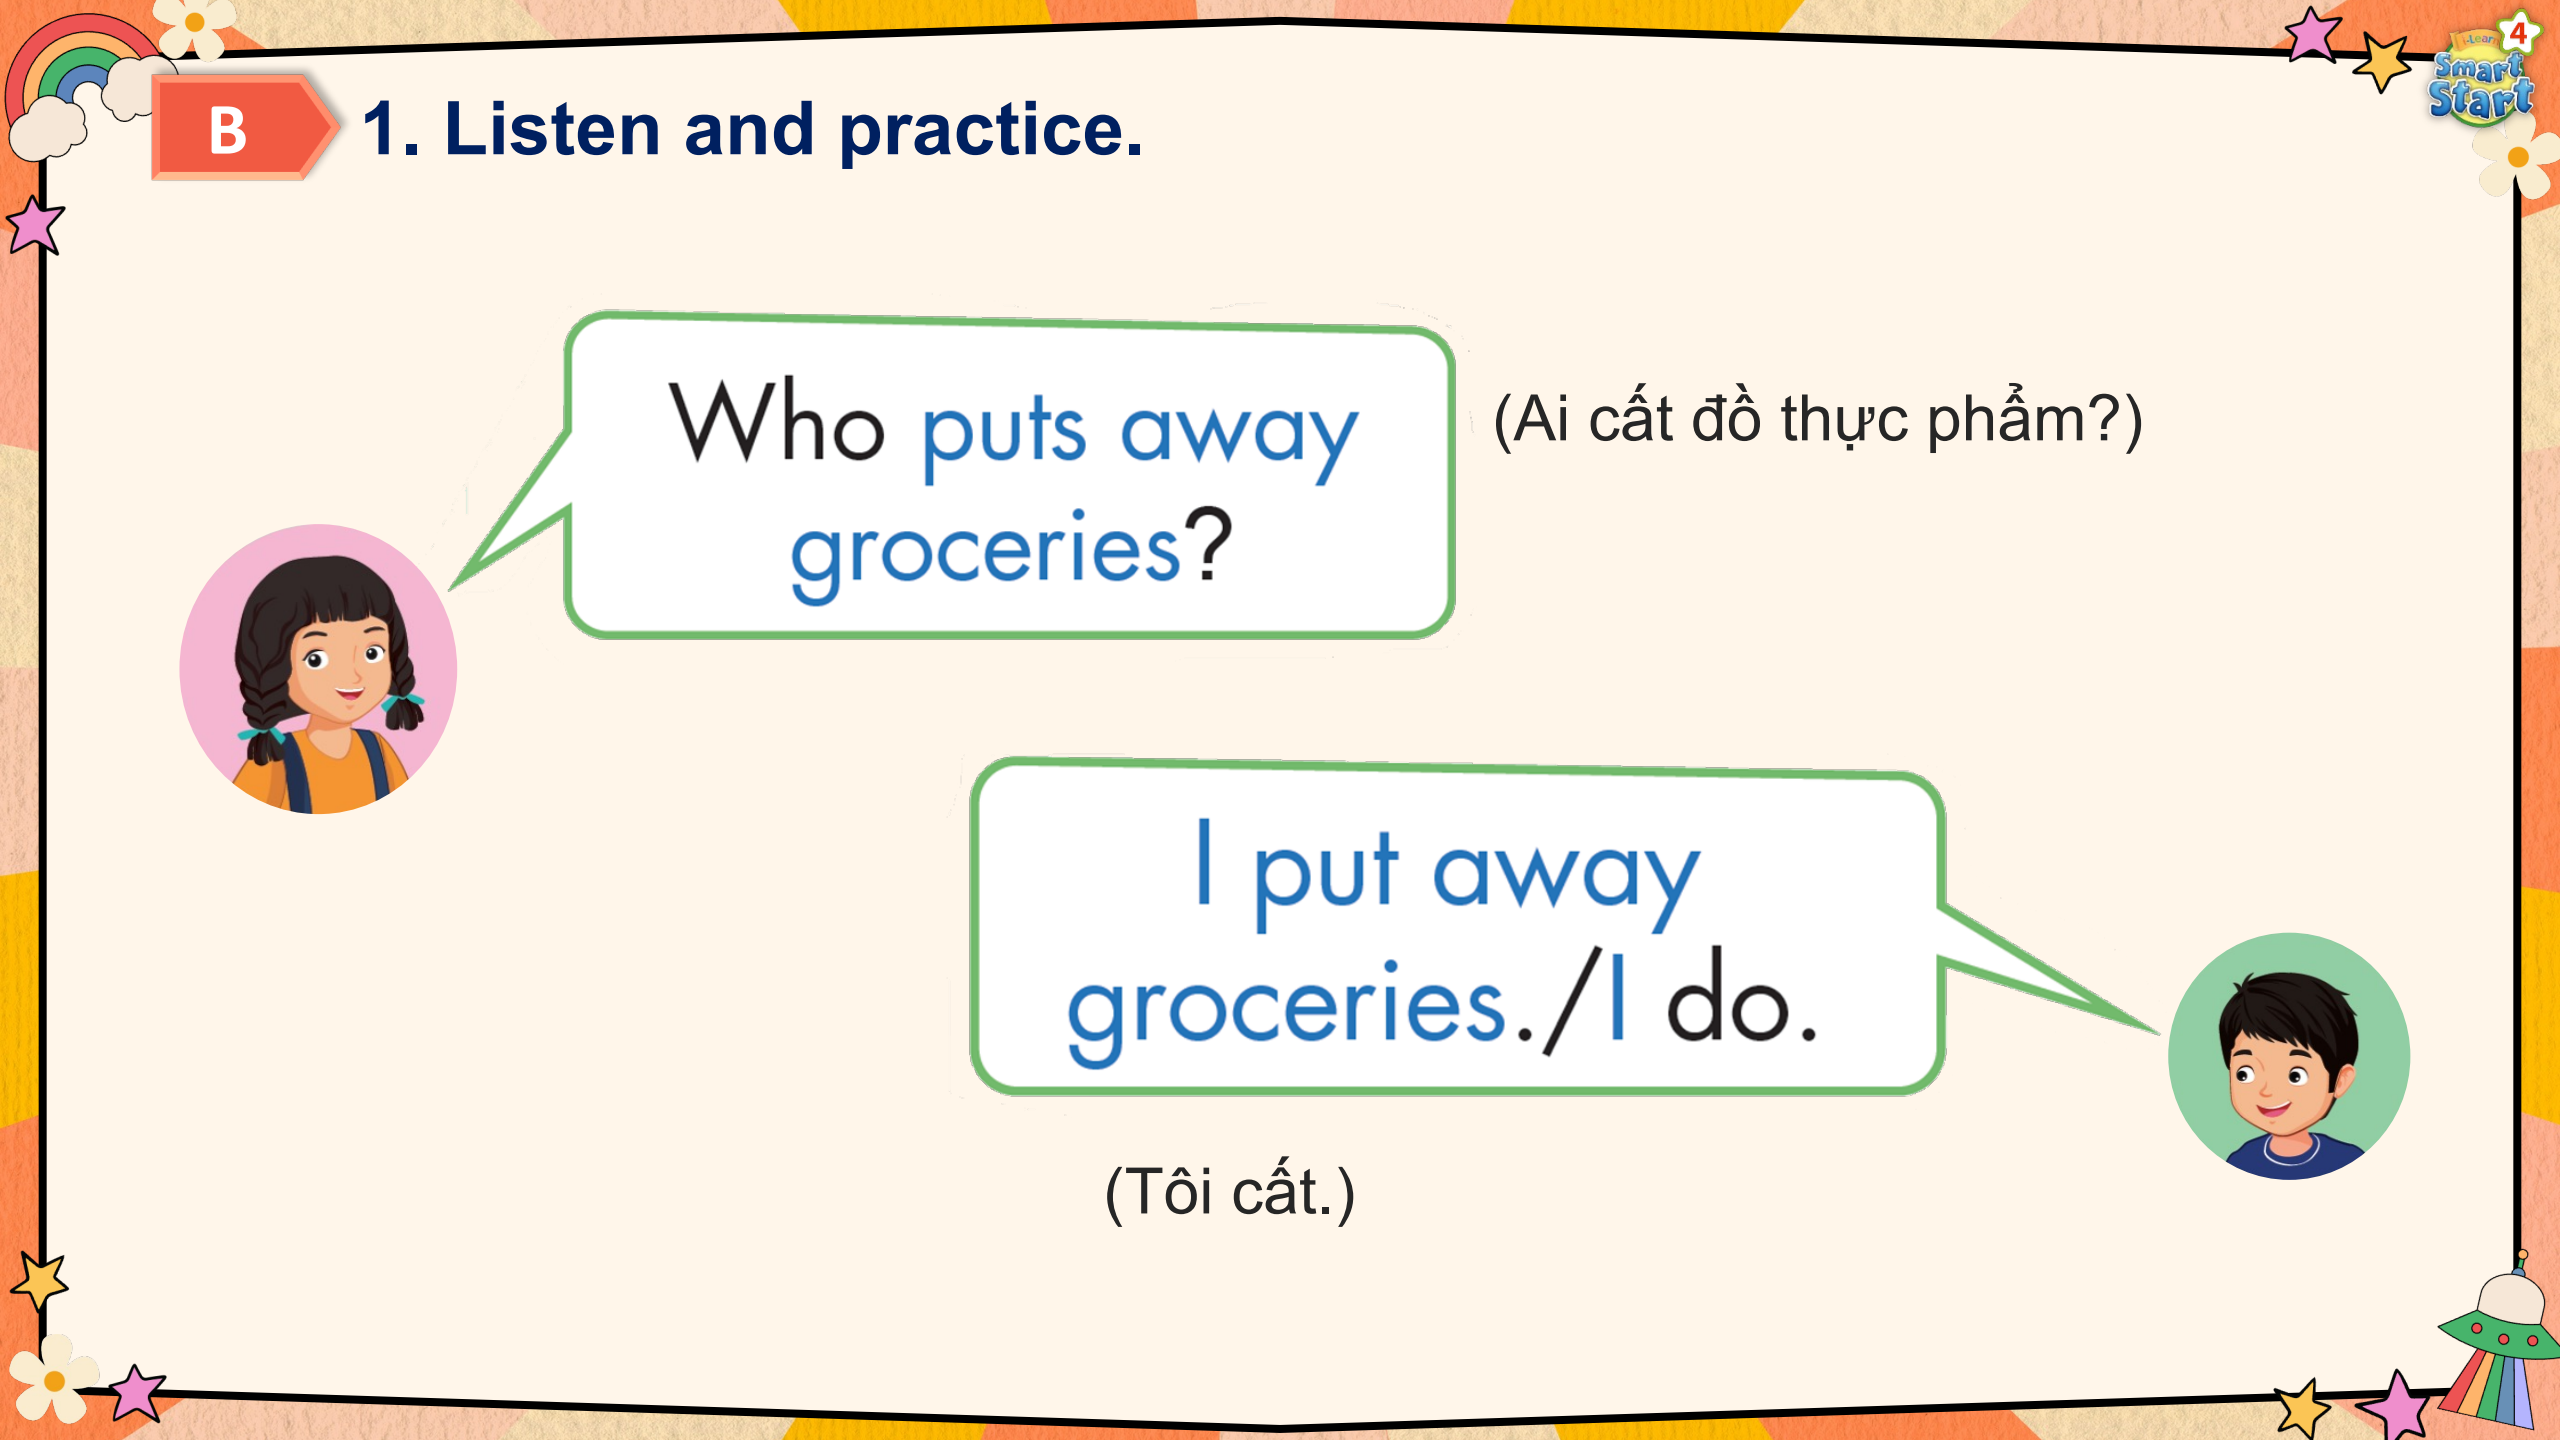 B
1. Listen and practice.
i-Learn
4
Smart
Start
Who puts away
groceries?
(Ai cất đồ thực phẩm?)
I put away
groceries./I do.
(Tôi cất.)